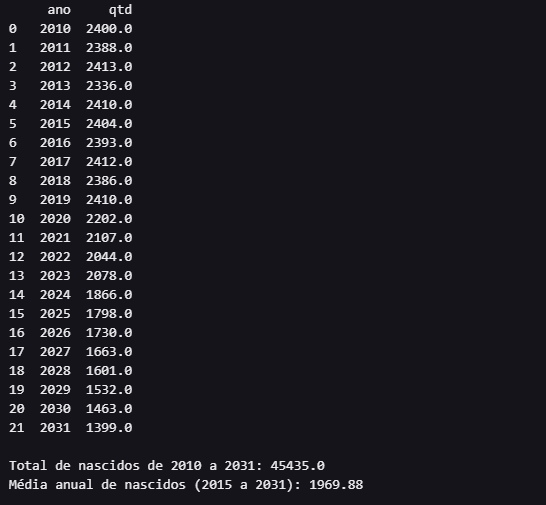 ano qtd
0 2010 2400.0
1 2011 2388.0
2 2012 2413.0
3 2013 2336.0
4 2014 2410.0
5 2015 2404.0
6 2016 2393.0
7 2017 2412.0
8 2018 2386.0
9 2019 2410.0
10 2020 2202.0
11 2021 2107.0
12 2022 2044.0
13 2023 2078.0
14 2024 1866.0
15 2025 1798.0
16 2026 1730.0
17 2027 1663.0
18 2028 1601.0
19 2029 1532.0
20 2030 1463.0
21 2031 1399.0
Total de nascidos de 2010 a 2031: 45435.0
Média anual de nascidos (2015 a 2031): 1969.88